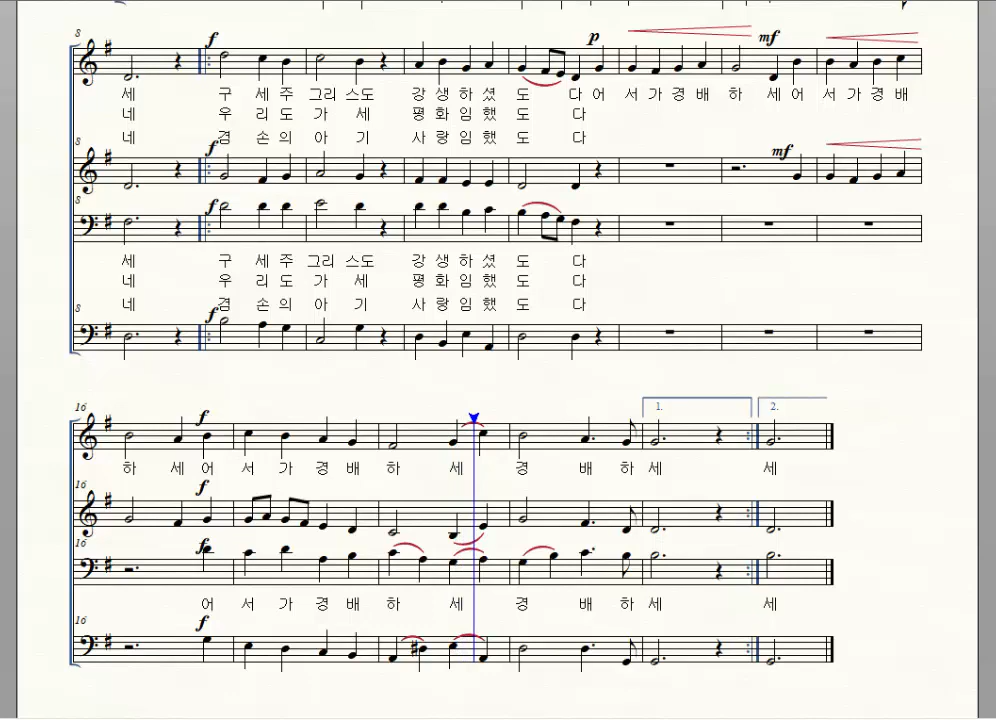 8
f p mf
세 구 세 주 그리 스도 강 생 하 셨 도 다 어 서 가 경 배 하 세 어 서 가 경 배
네 우 리 도 가 세 평 화 임 했 도 다
네 겸 손 의 아 기 사 랑 임 했 도 다
8
f mf
8
f
세 구 세 주 그리 스도 강 생 하 셨 도 다
네 우 리 도 가 세 평 화 임 했 도 다
네 겸 손 의 아 기 사 랑 임 했 도 다
8
f
16
f 1. 2.
하 세 어 서 가 경 배 하 세 경 배 하 세 세
16
f
16
f
어 서 가 경 배 하 세 경 배 하 세 세
16
f